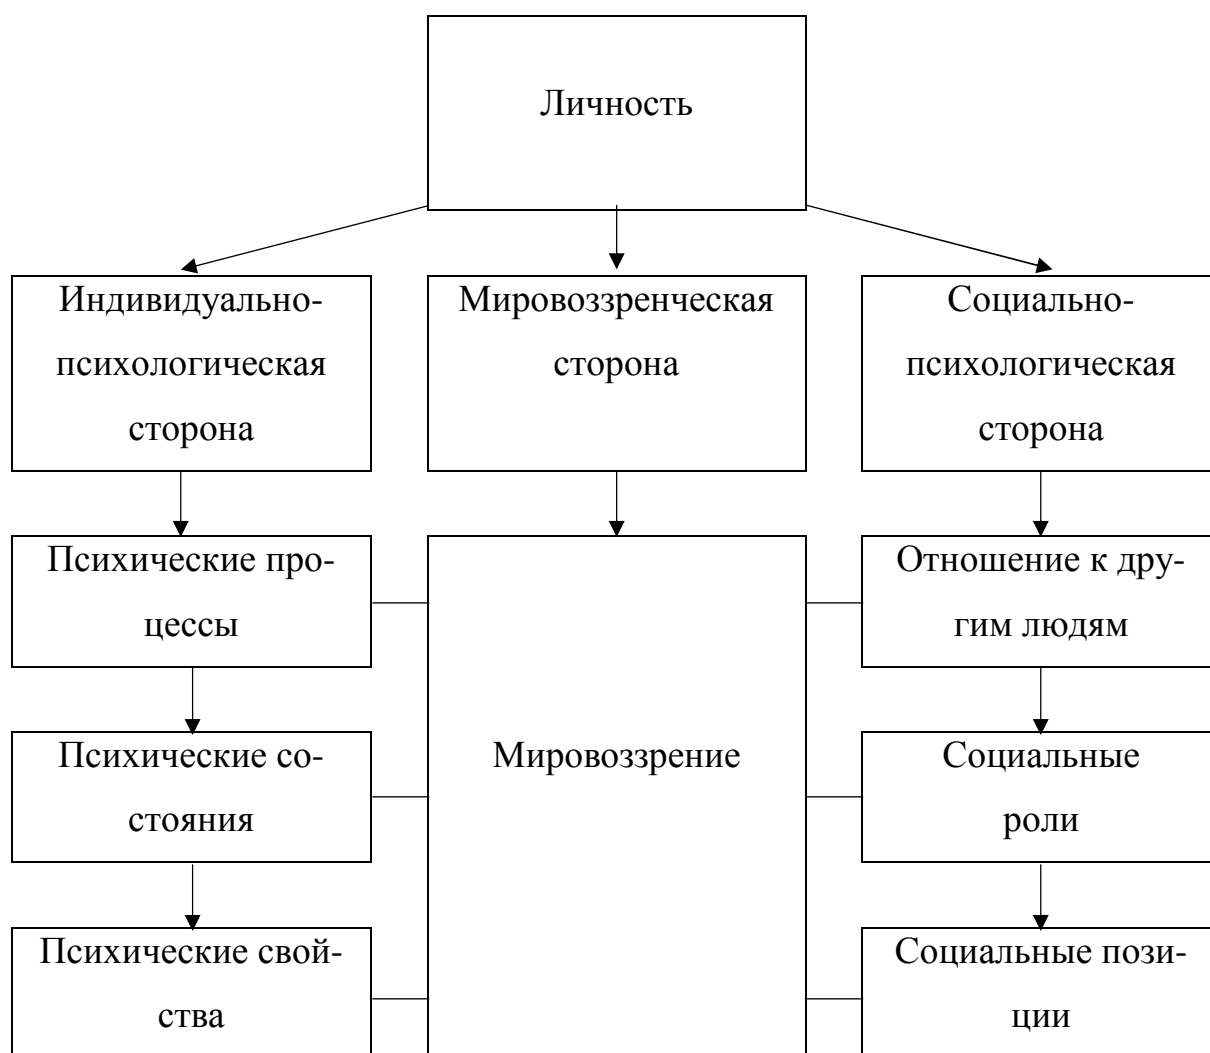 Личность
Индивидуально-
психологическая
сторона
Мировоззренческая
сторона
Социально-
психологическая
сторона
Психические про-
цессы
Мировоззрение
Отношение к дру-
гим людям
Психические со-
стояния
Социальные
роли
Психические свой-
ства
Социальные пози-
ции